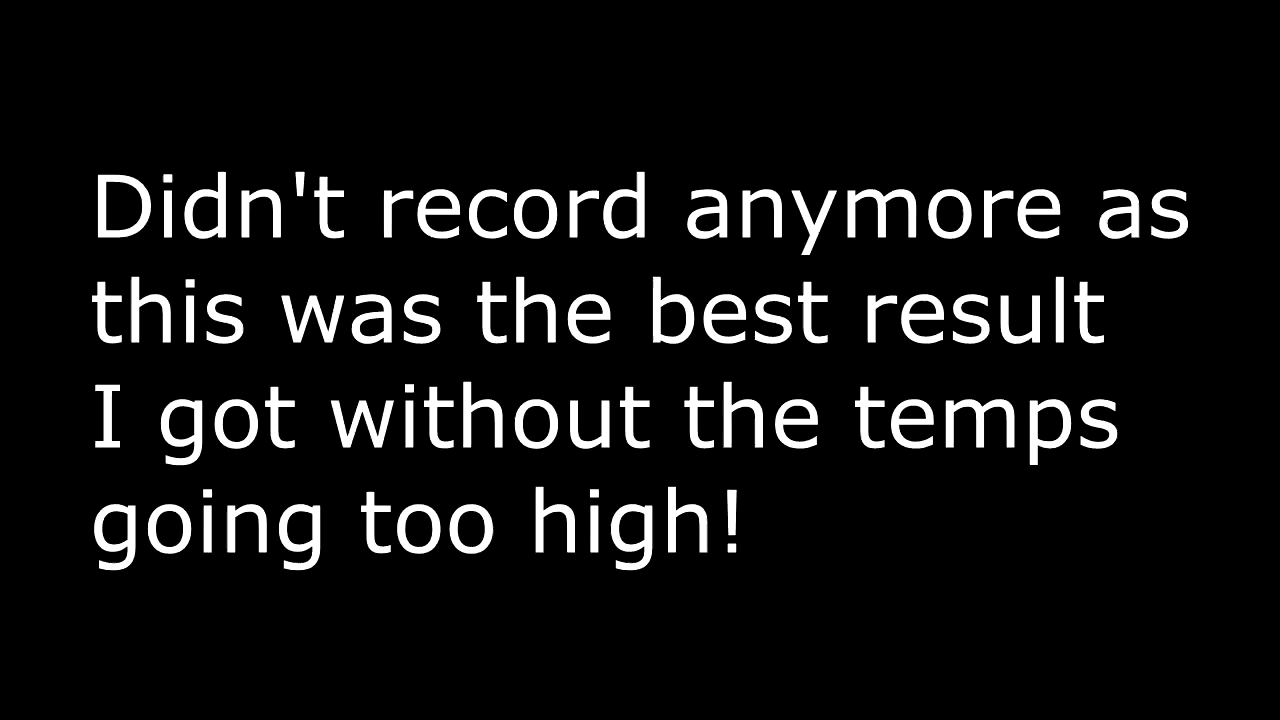 Didn't record anymore as
this was the best result
I got without the temps
going too high!